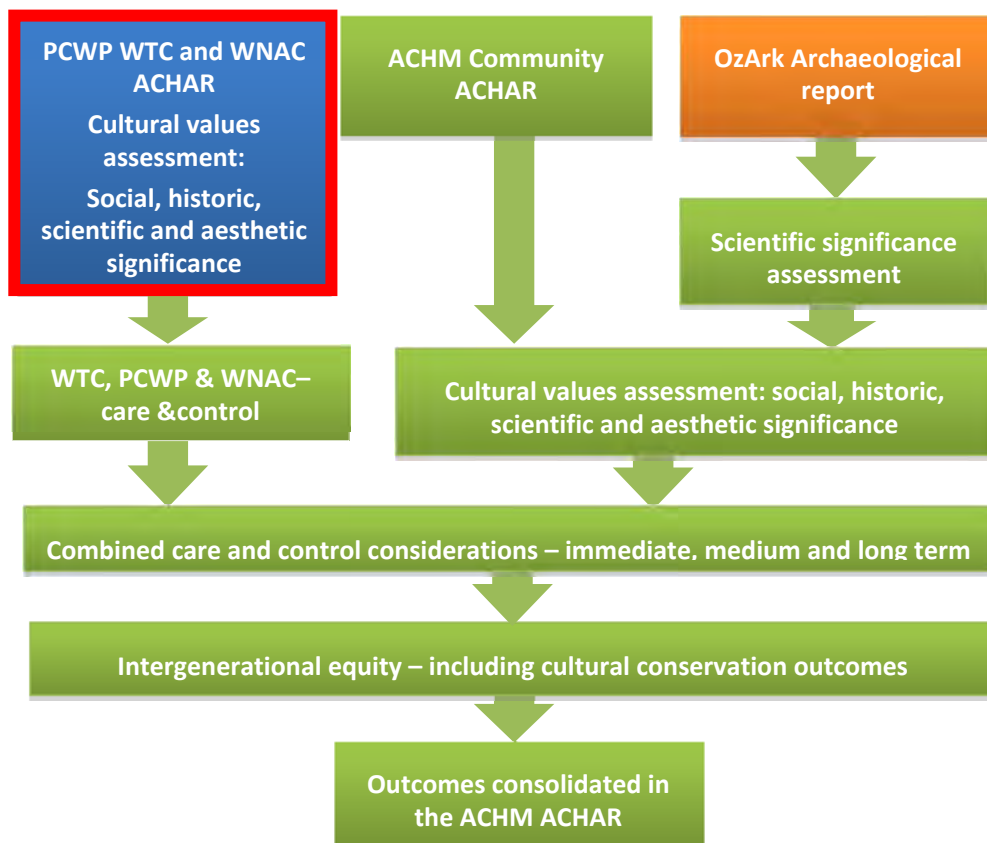 PCWP WTC and WNAC
ACHAR
Cultural values
assessment:
Social, historic,
scientific and aesthetic
significance
ACHM Community
ACHAR
OzArk Archaeological
report
Scientific significance
assessment
WTC, PCWP & WNAC–
care &control
Cultural values assessment: social, historic,
scientific and aesthetic significance
Combined care and control considerations – immediate, medium and long term
Intergenerational equity – including cultural conservation outcomes
Outcomes consolidated in
the ACHM ACHAR